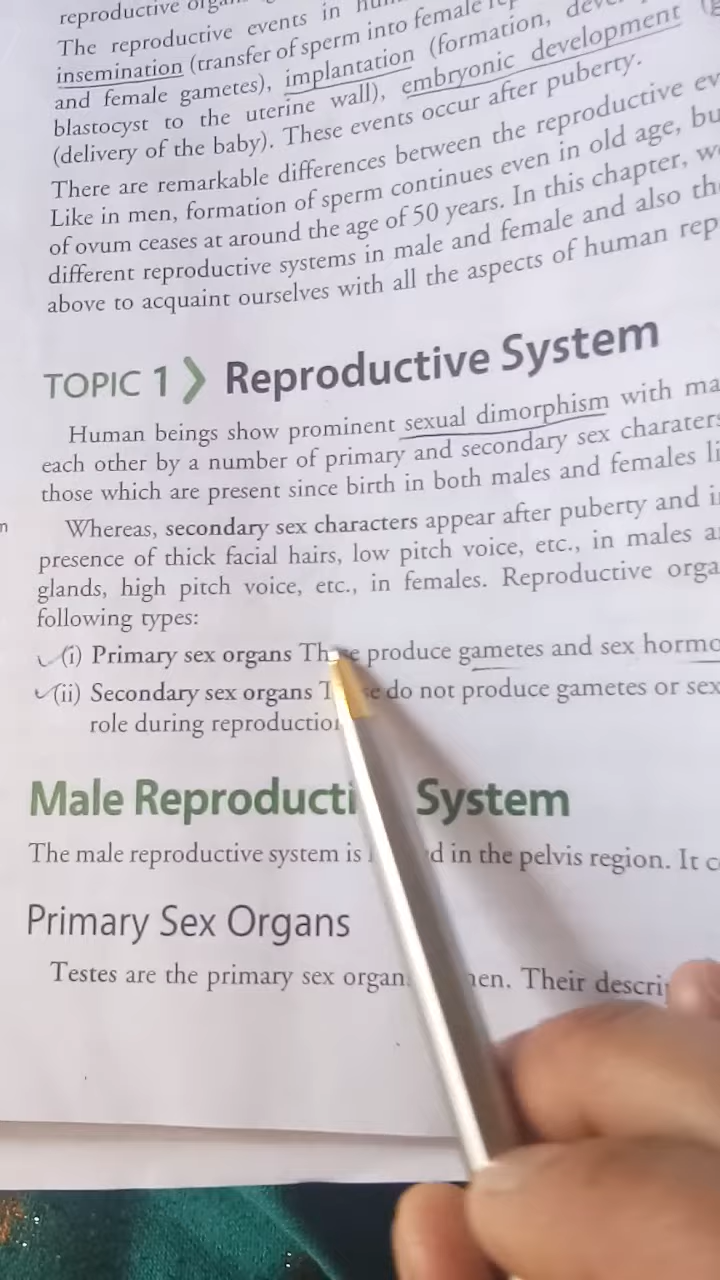 reproductive
The reproductive events in
insemination (transfer of sperm into female
and female gametes), implantation (formation,
blastocyst to the uterine wall), embryonic development
(delivery of the baby). These events occur after puberty.
There are remarkable differences between the reproductive
Like in men, formation of sperm continues even in old age,
of ovum ceases at around the age of 50 years. In this chapter,
different reproductive systems in male and female and also
above to acquaint ourselves with all the aspects of human
TOPIC 1 Reproductive System
Human beings show prominent sexual dimorphism with
each other by a number of primary and secondary sex charaters
those which are present since birth in both males and females
Whereas, secondary sex characters appear after puberty and
presence of thick facial hairs, low pitch voice, etc., in males
glands, high pitch voice, etc., in females. Reproductive
following types:
(i) Primary sex organs produce gametes and sex
(ii) Secondary sex organs do not produce gametes or sex
role during reproduction
Male System
The male reproductive system is in the pelvis region. It
Primary Sex Organs
Testes are the primary sex Their